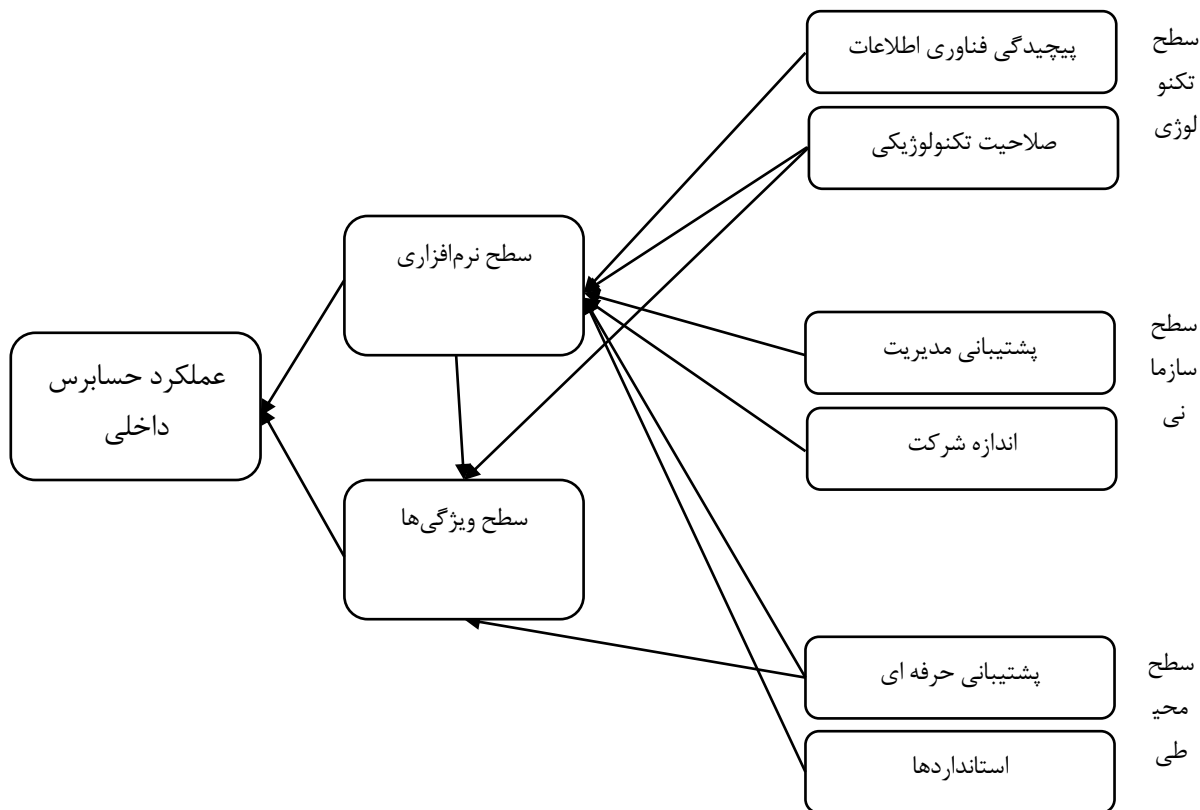 پیچیدگی فناوری اطلاعات
صلاحیت تکنولوژیکی
سطح
تکنو
لوژی
سطح نرم‌افزاری
پشتیبانی مدیریت
اندازه شرکت
سطح
سازما
نی
عملکرد حسابرس
داخلی
سطح ویژگی‌ها
پشتیبانی حرفه ای
استانداردها
سطح
محیـ
طی